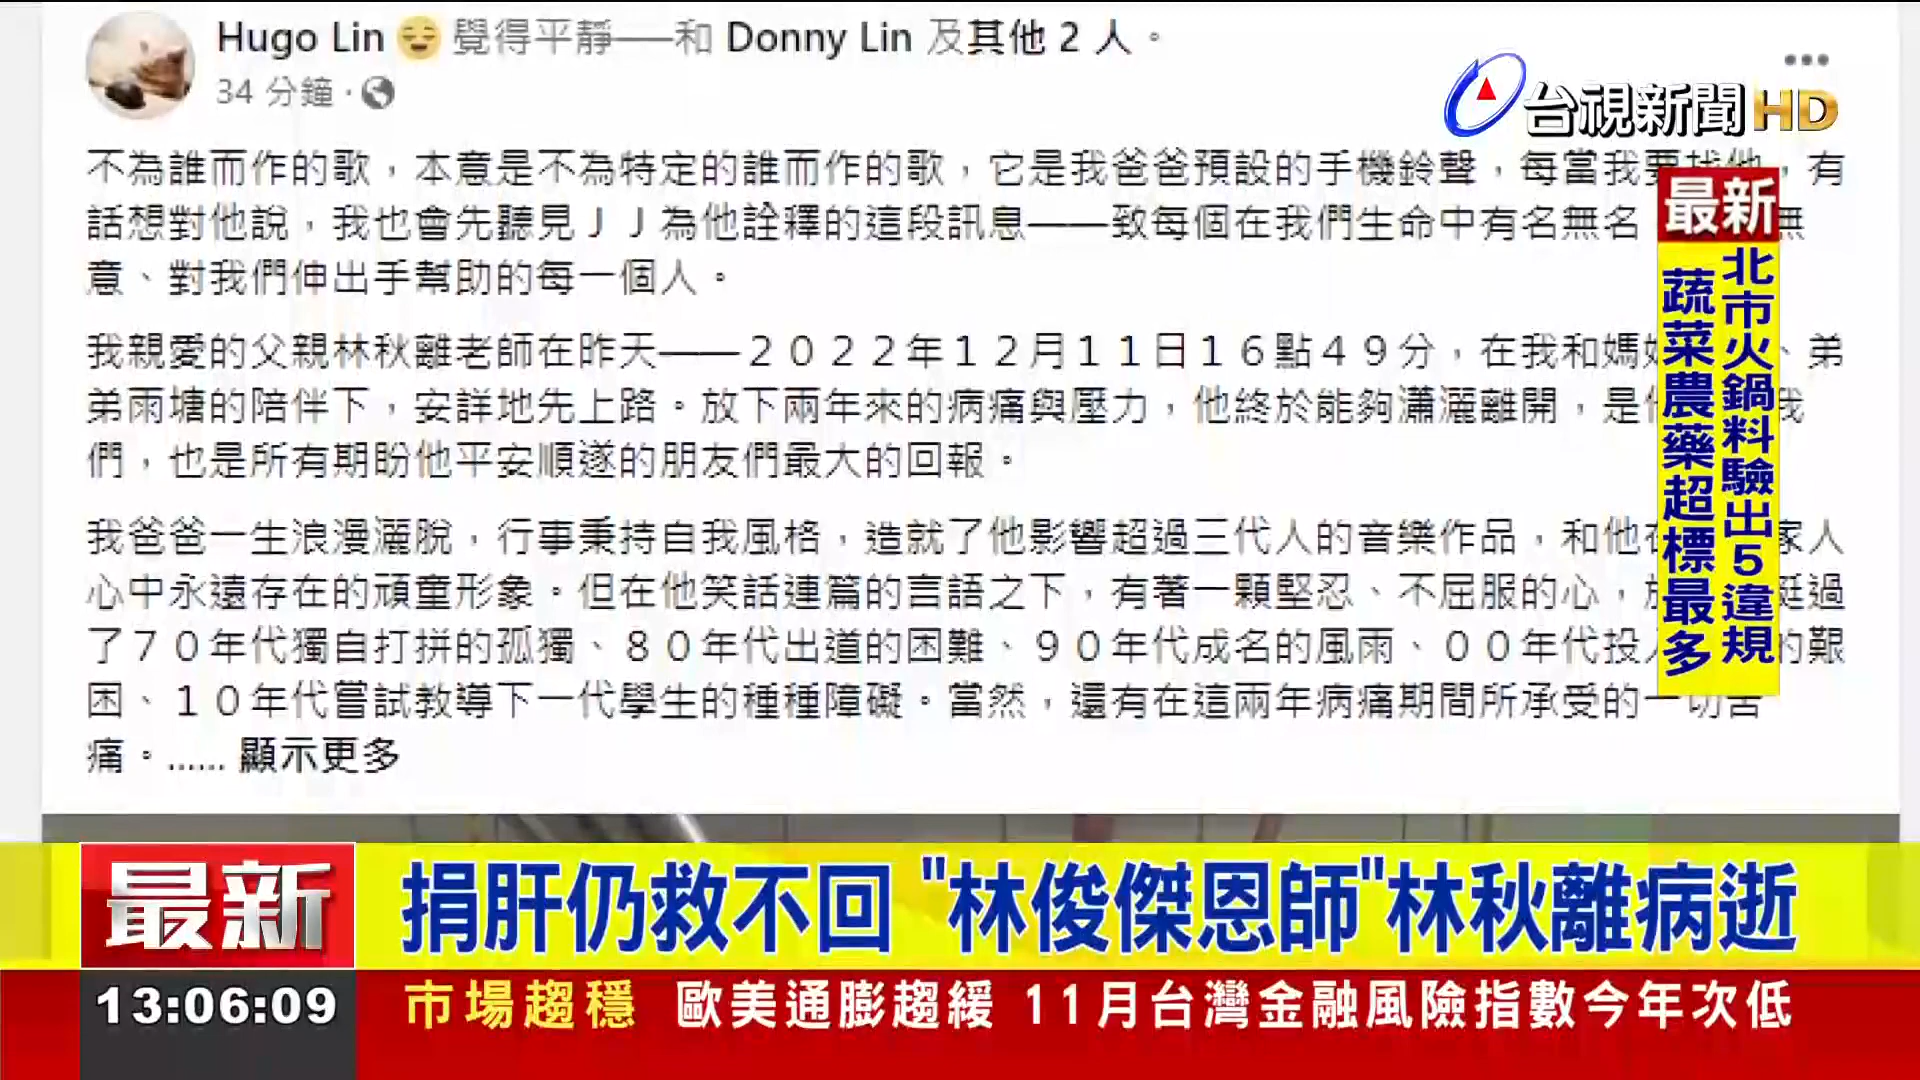 Hugo Lin 覺得平靜——和 Donny Lin 及其他 2 人。
34 分鐘 ·
台視新聞HD
不為誰而作的歌，本意是不為特定的誰而作的歌，它是我爸爸預設的手機鈴聲，每當我要找他，有
話想對他說，我也會先聽見ＪＪ為他詮釋的這段訊息——致每個在我們生命中有名無名 無
意、對我們伸出手幫助的每一個人。
我親愛的父親林秋離老師在昨天——２０２２年１２月１１日１６點４９分，在我和媽 、弟
弟雨塘的陪伴下，安詳地先上路。放下兩年來的病痛與壓力，他終於能夠瀟灑離開，是 我
們，也是所有期盼他平安順遂的朋友們最大的回報。
我爸爸一生浪漫灑脫，行事秉持自我風格，造就了他影響超過三代人的音樂作品，和他在 家人
心中永遠存在的頑童形象。但在他笑話連篇的言語之下，有著一顆堅忍、不屈服的心， 挺過
了７０年代獨自打拼的孤獨、８０年代出道的困難、９０年代成名的風雨、００年代投入 的艱
困、１０年代嘗試教導下一代學生的種種障礙。當然，還有在這兩年病痛期間所承受的一切苦
痛。...... 顯示更多
最新
北市火鍋料驗出5違規
蔬菜農藥超標最多
最新
捐肝仍救不回 "林俊傑恩師"林秋離病逝
13:06:09
市場趨穩 歐美通膨趨緩 11月台灣金融風險指數今年次低